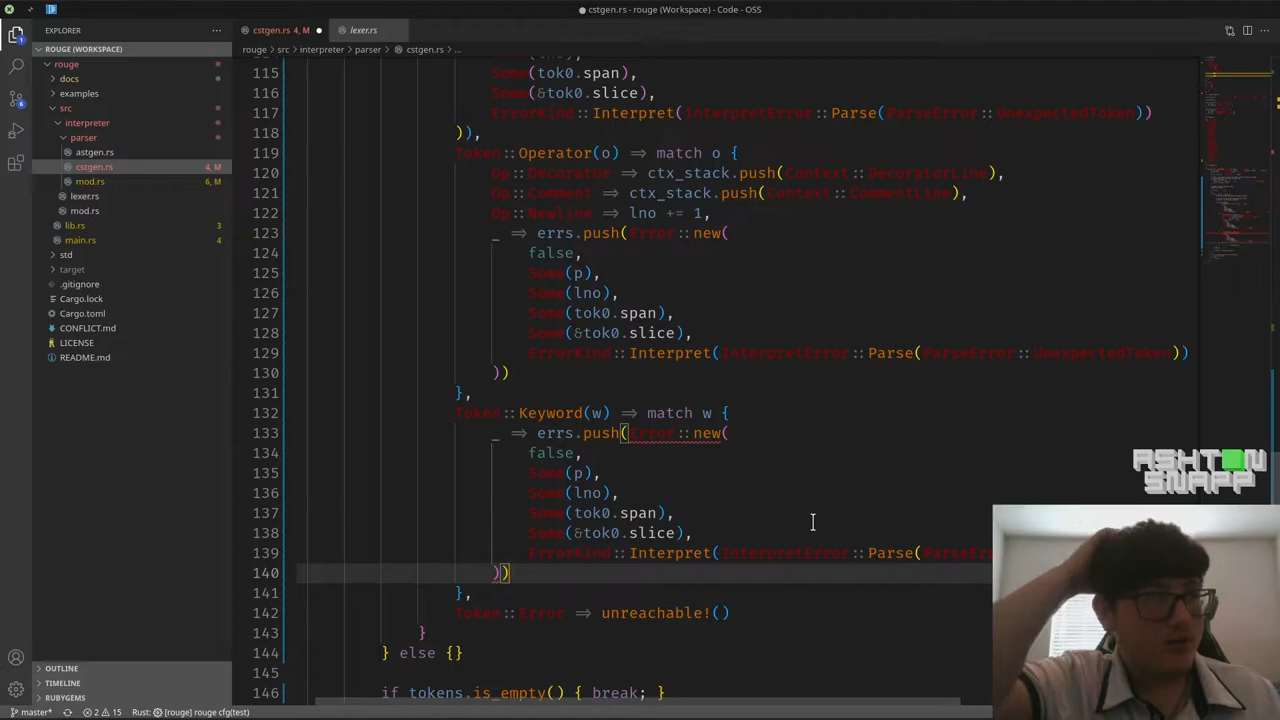 cstgen.rs - rouge (Workspace) - Code - OSS
EXPLORER
cstgen.rs 4, M
lexer.rs
ROUGE (WORKSPACE)
rouge > src > interpreter > parser > cstgen.rs > ...
rouge
docs
examples
src
interpreter
parser
astgen.rs
cstgen.rs 4, M
mod.rs 6, M
lexer.rs
mod.rs
lib.rs 3
main.rs 9
std
target
.gitignore
Cargo.lock
Cargo.toml
CONFLICT.md
LICENSE
README.md
OUTLINE
TIMELINE
RUBYGEMS
115 Some(tok0.span),
116 Some(&tok0.slice),
117 ErrorKind::Interpret(InterpretError::Parse(ParseError::UnexpectedToken))
118 )),
119 Token::Operator(o) => match o {
120 Op::Decorator => ctx_stack.push(Context::DecoratorLine),
121 Op::Comment => ctx_stack.push(Context::CommentLine),
122 Op::Newline => lno += 1,
123 _ => errs.push(Error::new(
124 false,
125 Some(p),
126 Some(lno),
127 Some(tok0.span),
128 Some(&tok0.slice),
129 ErrorKind::Interpret(InterpretError::Parse(ParseError::UnexpectedToken))
130 ))
131 },
132 Token::Keyword(w) => match w {
133 _ => errs.push(Error::new(
134 false,
135 Some(p),
136 Some(lno),
137 Some(tok0.span),
138 Some(&tok0.slice),
139 ErrorKind::Interpret(InterpretError::Parse(
140 ))
141 },
142 Token::Error => unreachable!()
143 }
144 } else {}
145
146 if tokens.is_empty() { break; }
ASHTON
SNAPP
master* 2 15 Rust: [rouge] rouge cfg(test)